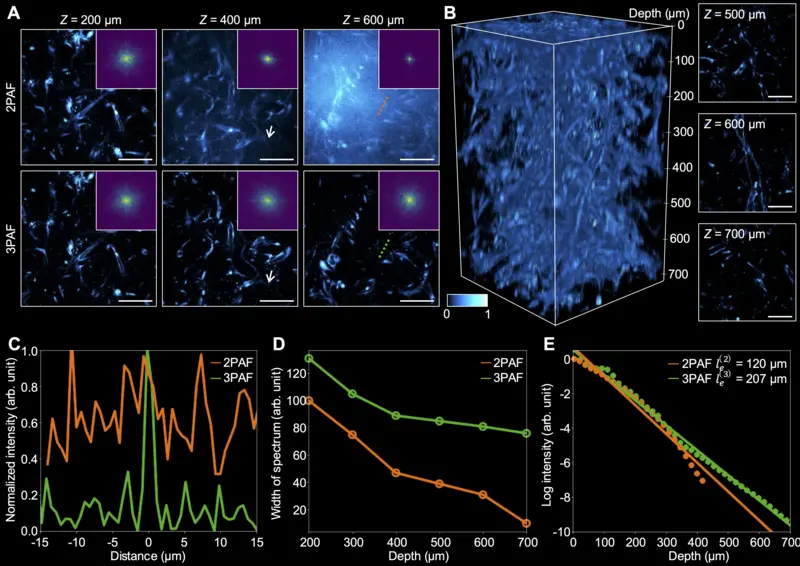 A
Z = 200 µm
Z = 400 µm
Z = 600 µm
2PAF
3PAF
B
Depth (µm)
0
100
200
300
400
500
600
700
0
1
Z = 500 µm
Z = 600 µm
Z = 700 µm
C
2PAF
3PAF
Normalized intensity (arb. unit)
1.0
0.8
0.6
0.4
0.2
0.0
-15
-10
-5
0
5
10
15
Distance (µm)
D
2PAF
3PAF
Width of spectrum (arb. unit)
120
100
80
60
40
20
200
300
400
500
600
700
Depth (µm)
E
2PAF l_e^(2) = 120 µm
3PAF l_e^(3) = 207 µm
Log intensity (arb. unit)
0
-2
-4
-6
-8
-10
0
100
200
300
400
500
600
700
Depth (µm)